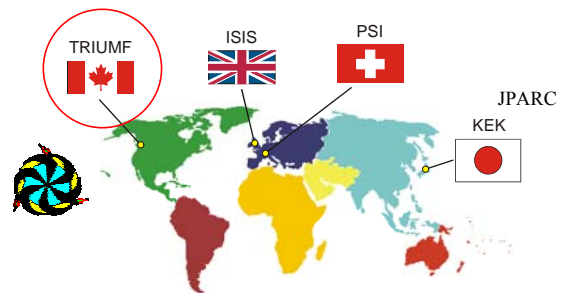 TRIUMF
ISIS
PSI
JPARC
KEK